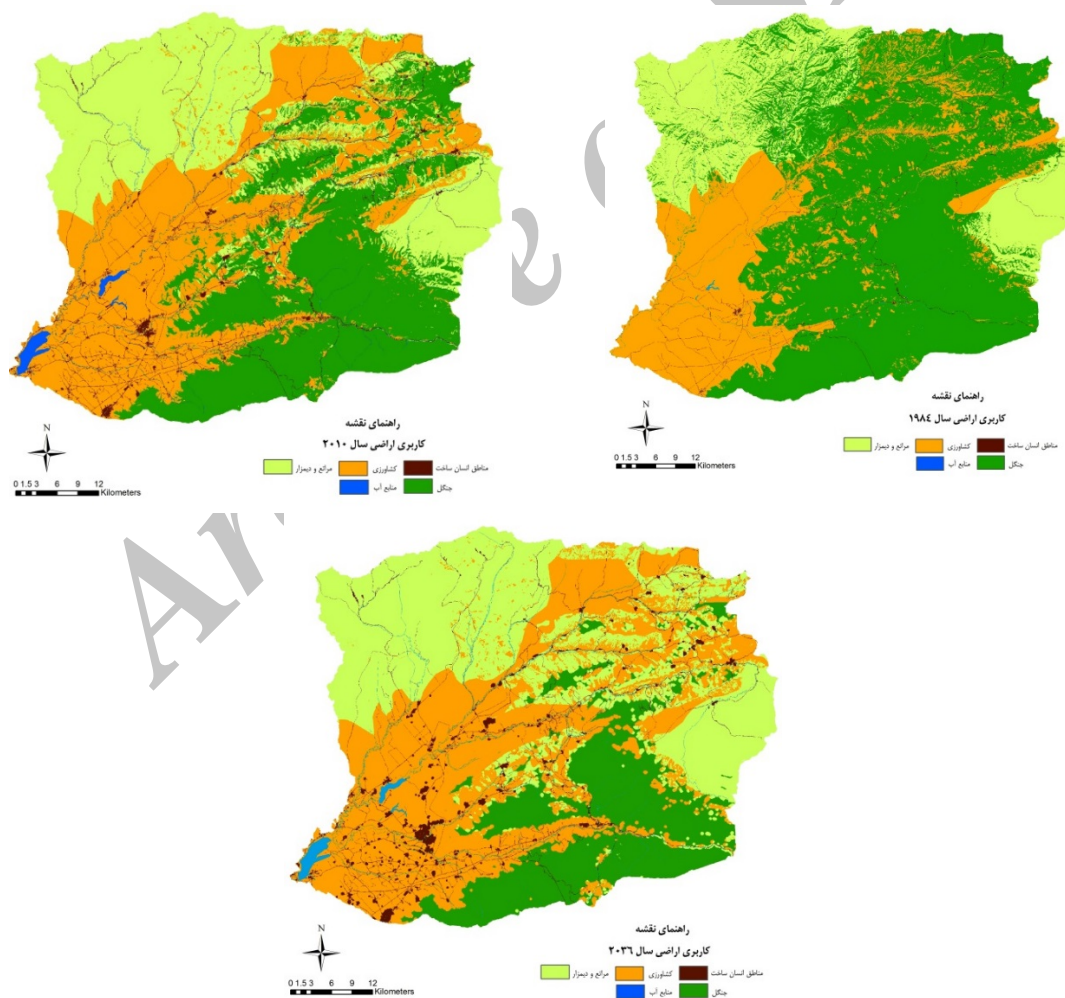 راهنمای نقشه
کاربری اراضی سال ۲۰۱۰
N
مناطق انسان ساخت
کشاورزی
مراتع و دیمزار
جنگل
منابع آب
0 1.5 3 6 9 12
Kilometers
راهنمای نقشه
کاربری اراضی سال ۱۹۸٤
N
مناطق انسان ساخت
کشاورزی
مراتع و دیمزار
جنگل
منابع آب
0 1.5 3 6 9 12
Kilometers
راهنمای نقشه
کاربری اراضی سال ۲۰۳٦
N
مناطق انسان ساخت
کشاورزی
مراتع و دیمزار
جنگل
منابع آب
0 1.5 3 6 9 12
Kilometers